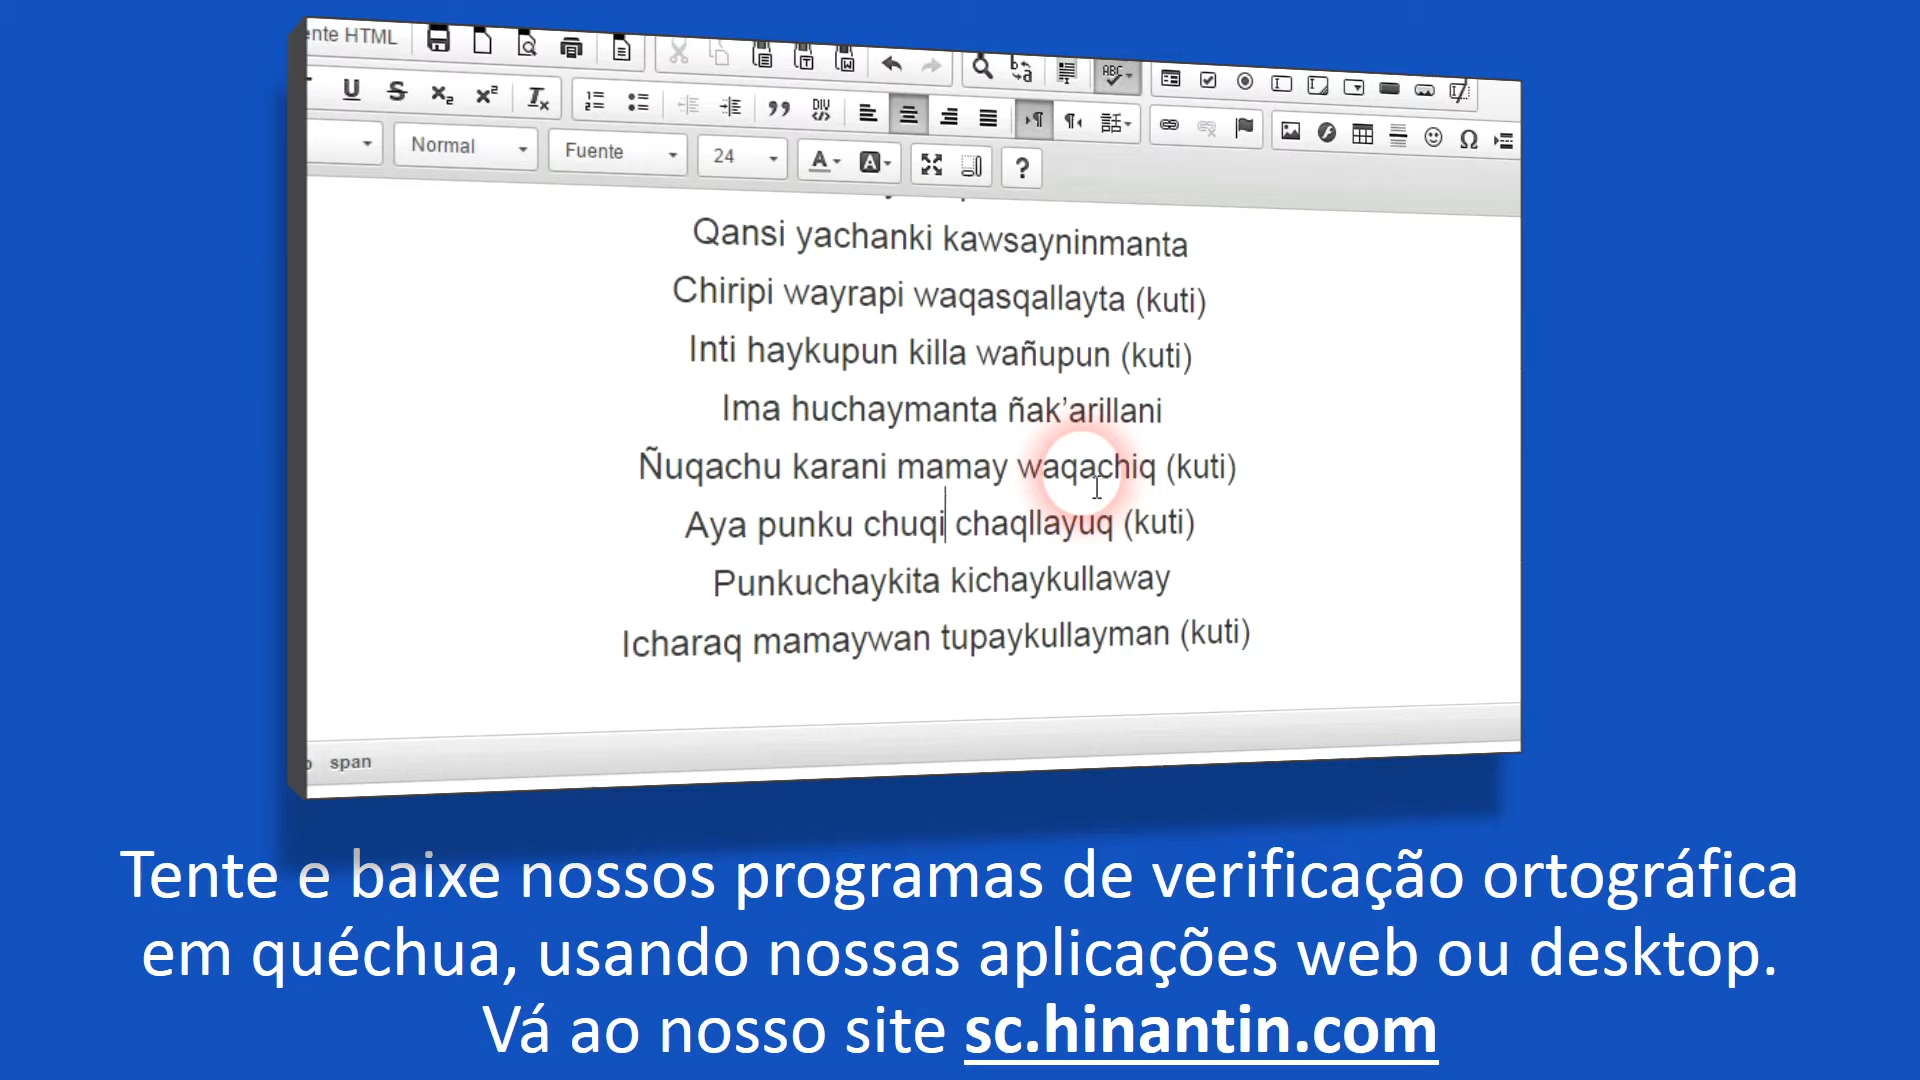 ente HTML
Normal Fuente 24
Qansi yachanki kawsayninmanta
Chiripi wayrapi waqasqallayta (kuti)
Inti haykupun killa wañupun (kuti)
Ima huchaymanta ñak’arillani
Ñuqachu karani mamay waqachiq (kuti)
Aya punku chuqi chaqllayuq (kuti)
Punkuchaykita kichaykullaway
Icharaq mamaywan tupaykullayman (kuti)
span
Tente e baixe nossos programas de verificação ortográfica
em quéchua, usando nossas aplicações web ou desktop.
Vá ao nosso site sc.hinantin.com